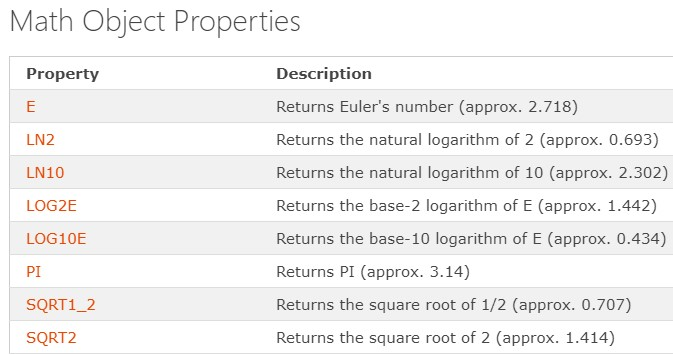 Math Object Properties
Property Description
E Returns Euler's number (approx. 2.718)
LN2 Returns the natural logarithm of 2 (approx. 0.693)
LN10 Returns the natural logarithm of 10 (approx. 2.302)
LOG2E Returns the base-2 logarithm of E (approx. 1.442)
LOG10E Returns the base-10 logarithm of E (approx. 0.434)
PI Returns PI (approx. 3.14)
SQRT1_2 Returns the square root of 1/2 (approx. 0.707)
SQRT2 Returns the square root of 2 (approx. 1.414)